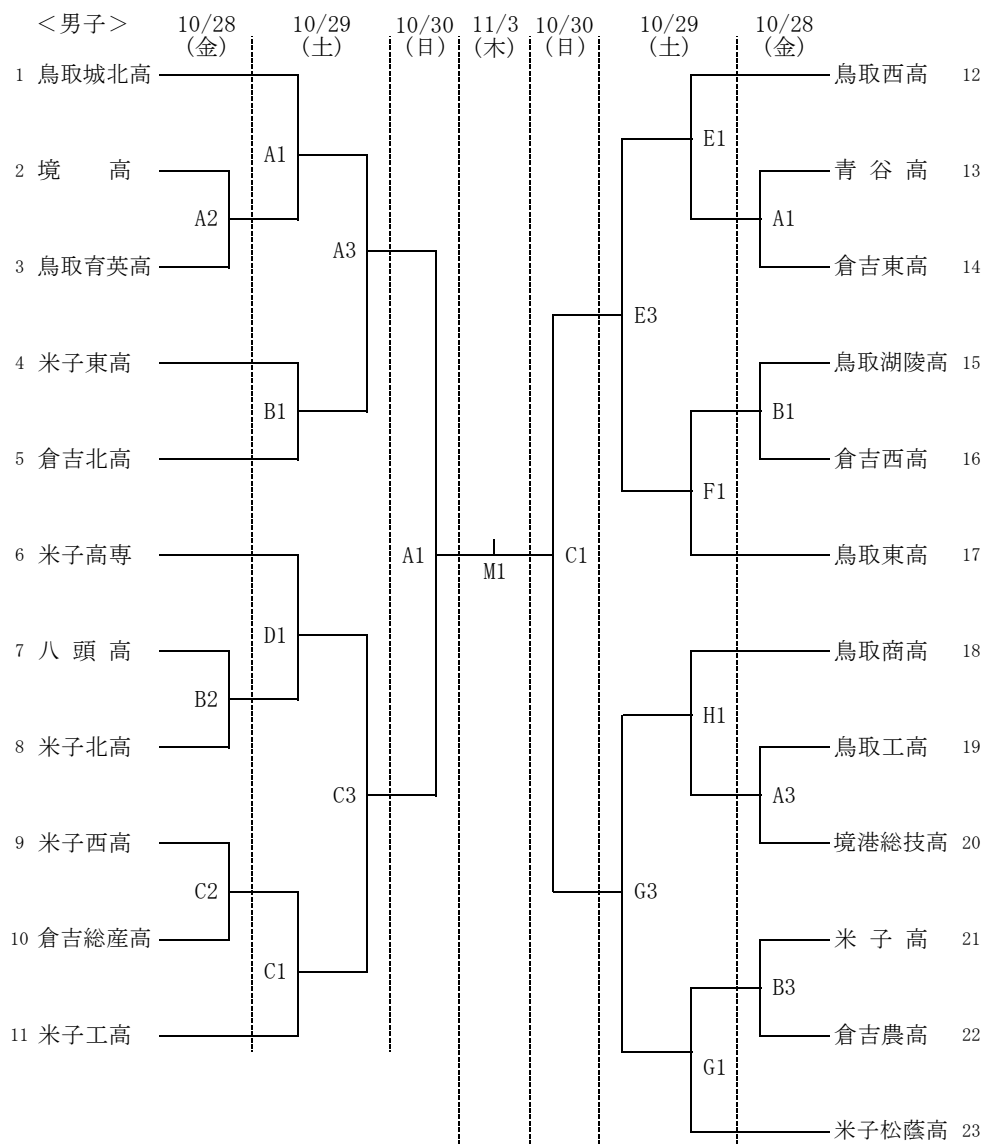 ＜男子＞ 10/28 10/29 10/30 11/3 10/30 10/29 10/28
(金) (土) (日) (木) (日) (土) (金)
1 鳥取城北高
2 境 高
A1
A2
3 鳥取育英高
A3
4 米子東高
B1
5 倉吉北高
6 米子高専
A1
7 八頭高
D1
B2
8 米子北高
C3
9 米子西高
C2
10 倉吉総産高
C1
11 米子工高
M1
鳥取西高 12
E1
青谷高 13
A1
倉吉東高 14
E3
鳥取湖陵高 15
B1
倉吉西高 16
F1
鳥取東高 17
C1
鳥取商高 18
H1
鳥取工高 19
A3
境港総技高 20
G3
米子高 21
B3
倉吉農高 22
G1
米子松蔭高 23